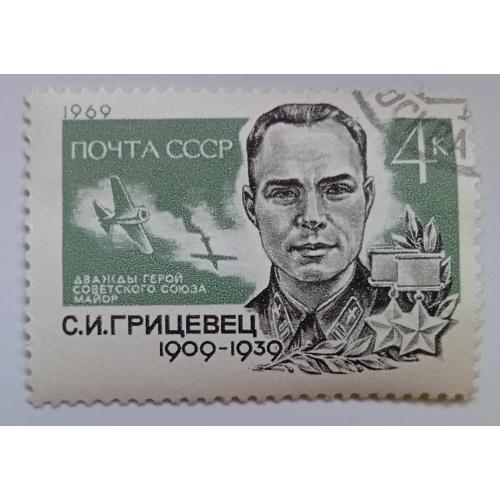 1969
ПОЧТА СССР
4К
ДВАЖДЫ ГЕРОЙ
СОВЕТСКОГО СОЮЗА
МАЙОР
С.И.ГРИЦЕВЕЦ
1909-1939